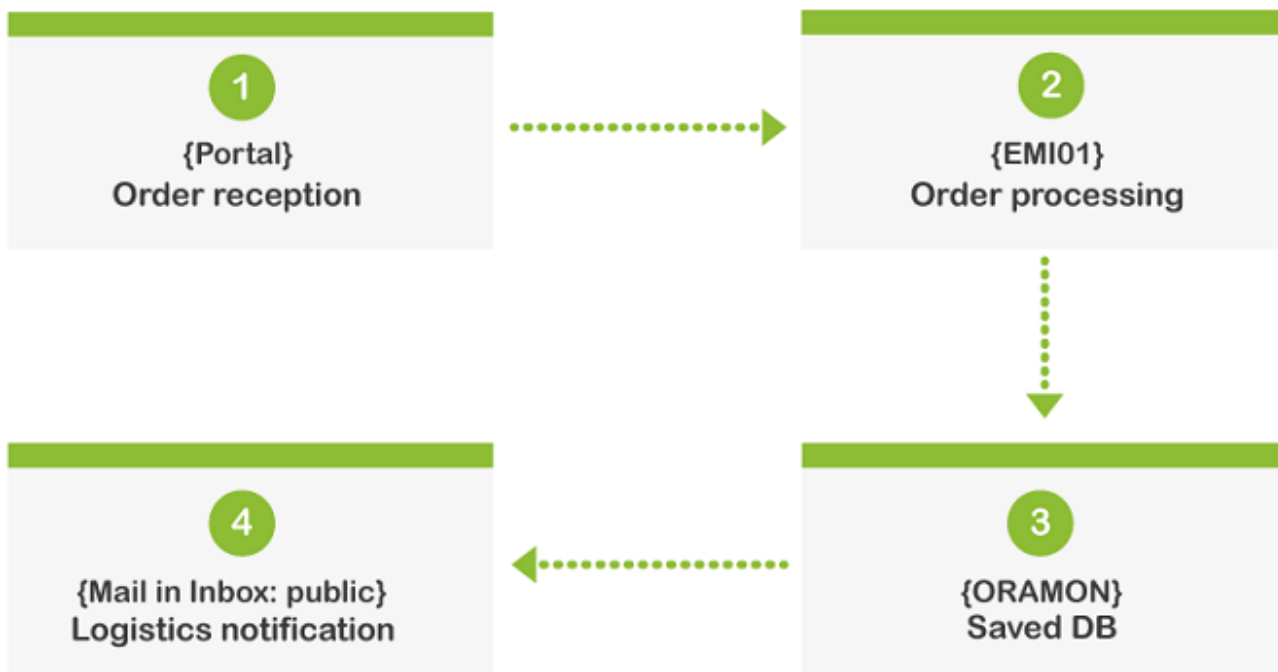 1
{Portal}
Order reception
2
{EMI01}
Order processing
4
{Mail in Inbox: public}
Logistics notification
3
{ORAMON}
Saved DB